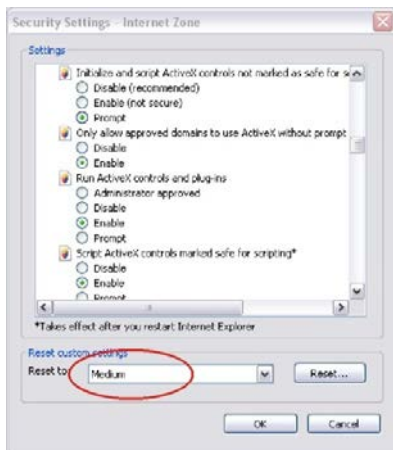 Security Settings - Internet Zone
Settings
Initialize and script ActiveX controls not marked as safe for s
Disable (recommended)
Enable (not secure)
Prompt
Only allow approved domains to use ActiveX without prompt
Disable
Enable
Run ActiveX controls and plug-ins
Administrator approved
Disable
Enable
Prompt
Script ActiveX controls marked safe for scripting*
Disable
Enable
Prompt
*Takes effect after you restart Internet Explorer
Reset custom settings
Reset to: Medium Reset...
OK Cancel